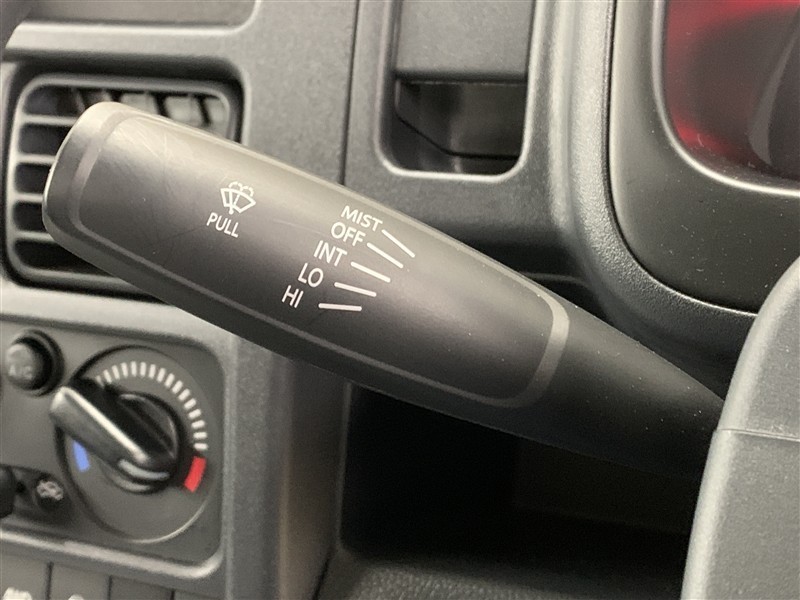 PULL
MIST
OFF
INT
LO
HI
A/C